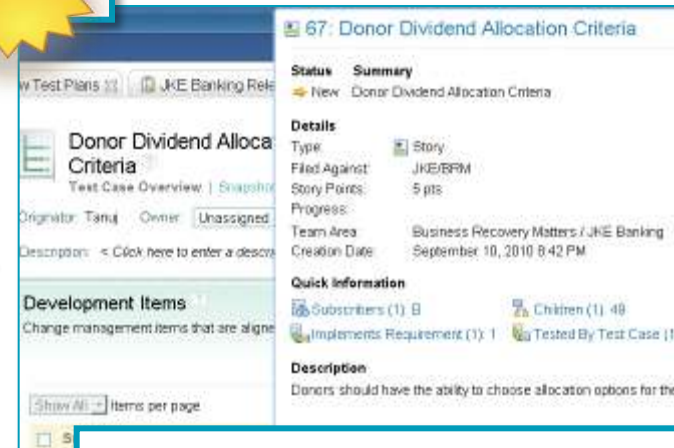 67: Donor Dividend Allocation Criteria
Status Summary
New Donor Dividend Allocation Criteria
Details
Type: Story
Filed Against: JKE/BRM
Story Points: 5 pts
Progress:
Team Area: Business Recovery Matters / JKE Banking
Creation Date: September 10, 2010 8:42 PM
Quick Information
Subscribers (1): B Children (1): 49
Implements Requirement (1): 1 Tested By Test Case (1
Description
Donors should have the ability to choose allocation options for the
w Test Plans JKE Banking Rele
Donor Dividend Alloca
Criteria
Test Case Overview | Snapshot
Originator: Tanuj Owner: Unassigned
Description: < Click here to enter a descri
Development Items
Change management items that are aligne
Show All Items per page